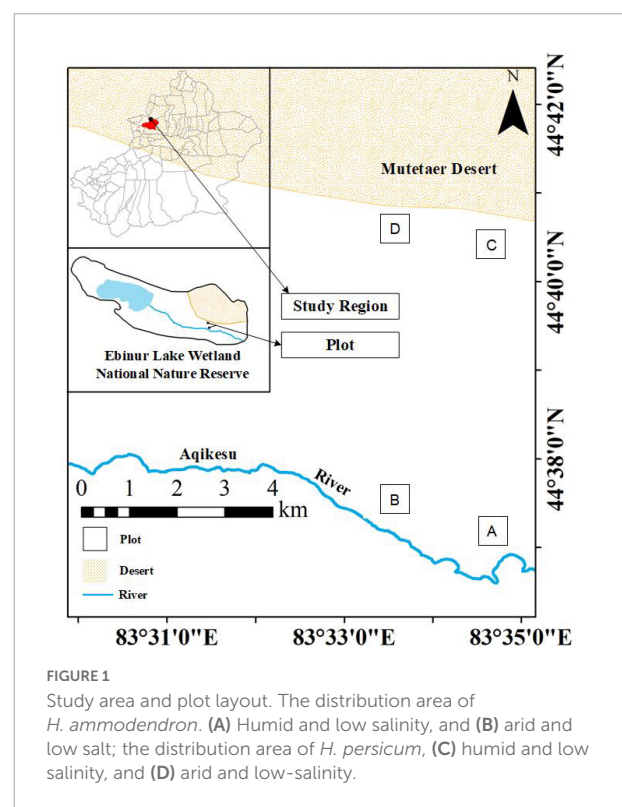 N
44°42'0"N
Mutetaer Desert
D
C
44°40'0"N
Study Region
Plot
Ebinur Lake Wetland
National Nature Reserve
44°38'0"N
Aqikesu
River
0 1 2 3 4
km
B
A
Plot
Desert
River
83°31'0"E 83°33'0"E 83°35'0"E
FIGURE 1
Study area and plot layout. The distribution area of
H. ammodendron. (A) Humid and low salinity, and (B) arid and
low salt; the distribution area of H. persicum, (C) humid and low
salinity, and (D) arid and low-salinity.